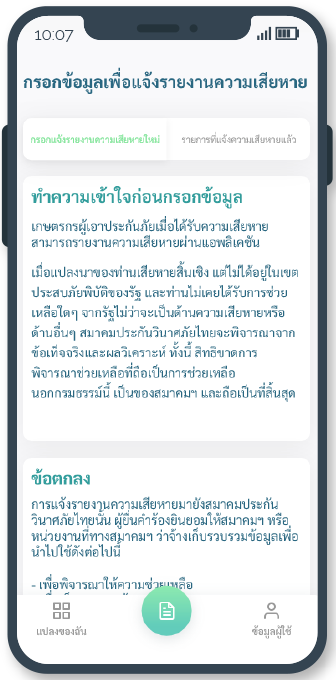 10:07
กรอกข้อมูลเพื่อแจ้งรายงานความเสียหาย
กรอกแจ้งรายงานความเสียหายใหม่
รายการที่แจ้งความเสียหายแล้ว
ทำความเข้าใจก่อนกรอกข้อมูล
เกษตรกรผู้เอาประกันภัยเมื่อได้รับความเสียหาย
สามารถรายงานความเสียหายผ่านแอพลิเคชัน
เมื่อแปลงนาของท่านเสียหายสิ้นเชิง แต่ไม่ได้อยู่ในเขต
ประสบภัยพิบัติของรัฐ และท่านไม่เคยได้รับการช่วย
เหลือใดๆ จากรัฐไม่ว่าจะเป็นด้านความเสียหายหรือ
ด้านอื่นๆ สมาคมประกันวินาศภัยไทยจะพิจารณาจาก
ข้อเท็จจริงและผลวิเคราะห์ ทั้งนี้ สิทธิขาดการ
พิจารณาช่วยเหลือที่ถือเป็นการช่วยเหลือ
นอกกรมธรรม์นี้ เป็นของสมาคมฯ และถือเป็นที่สิ้นสุด
ข้อตกลง
การแจ้งรายงานความเสียหายมายังสมาคมประกัน
วินาศภัยไทยนั้น ผู้ยื่นคำร้องยินยอมให้สมาคมฯ หรือ
หน่วยงานที่ทางสมาคมฯ ว่าจ้างเก็บรวบรวมข้อมูลเพื่อ
นำไปใช้ดังต่อไปนี้
- เพื่อพิจารณาให้ความช่วยเหลือ
แปลงของฉัน
ข้อมูลผู้ใช้